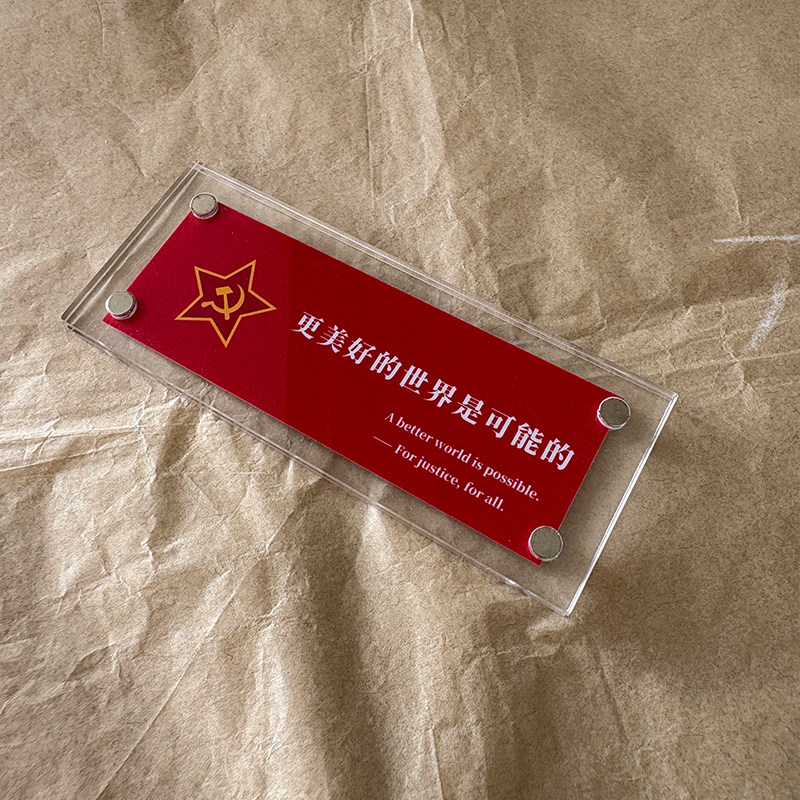 更美好的世界是可能的
A better world is possible.
— For justice, for all.